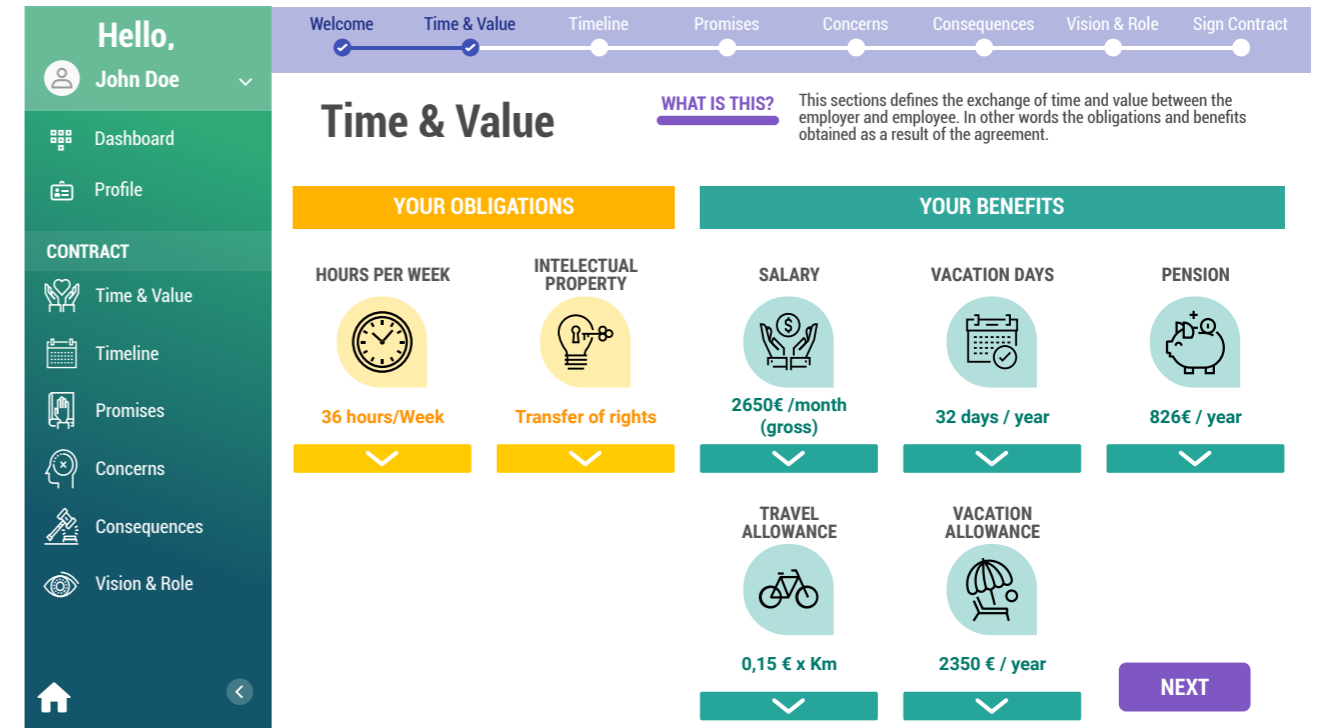 Hello,
John Doe
Dashboard
Profile
CONTRACT
Time & Value
Timeline
Promises
Concerns
Consequences
Vision & Role
Welcome
Time & Value
Timeline
Promises
Concerns
Consequences
Vision & Role
Sign Contract
Time & Value
WHAT IS THIS?
This sections defines the exchange of time and value between the
employer and employee. In other words the obligations and benefits
obtained as a result of the agreement.
YOUR OBLIGATIONS
HOURS PER WEEK
36 hours/Week
INTELECTUAL
PROPERTY
Transfer of rights
YOUR BENEFITS
SALARY
$
2650€ /month
(gross)
VACATION DAYS
32 days / year
PENSION
826€ / year
TRAVEL
ALLOWANCE
0,15 € x Km
VACATION
ALLOWANCE
2350 € / year
NEXT